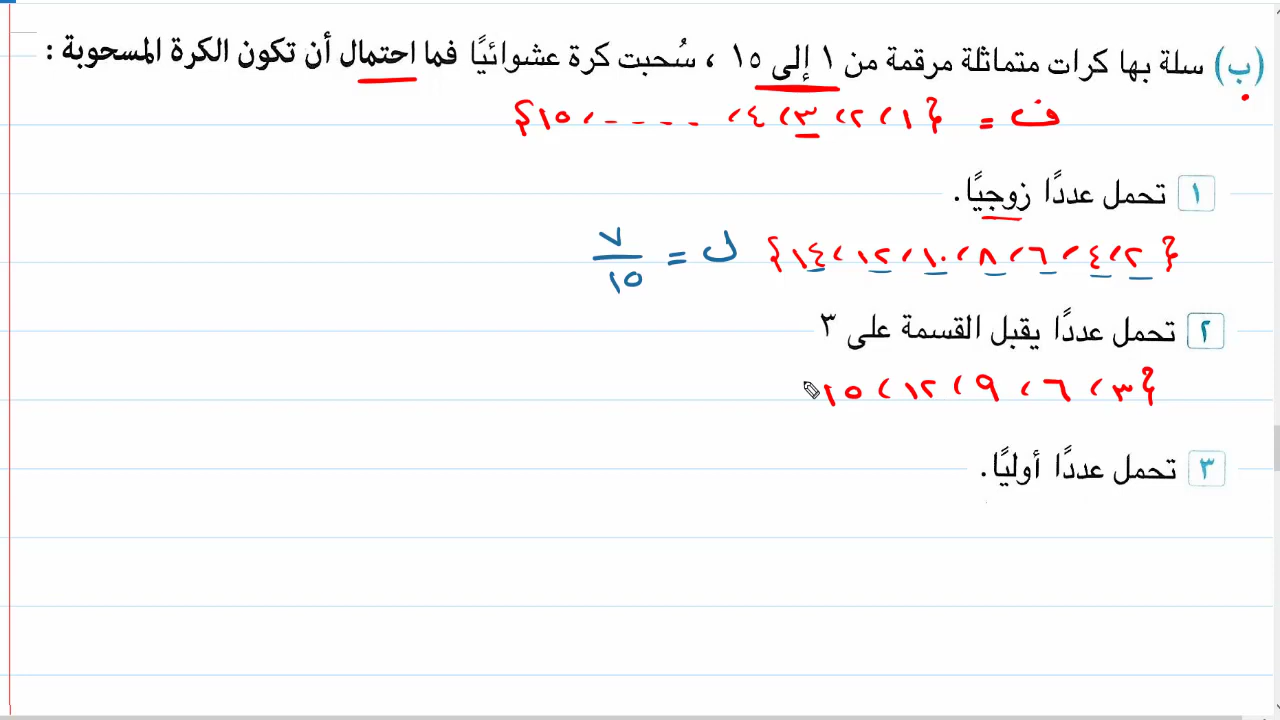 (ب) سلة بها كرات متماثلة مرقمة من ١ إلى ١٥ ، سُحبت كرة عشوائيًا فما احتمال أن تكون الكرة المسحوبة :
ف = {١ ، ٢ ، ٣ ، ٤ ، ---- ، ١٥}
١ تحمل عددًا زوجيًا.
{٢ ، ٤ ، ٦ ، ٨ ، ١٠ ، ١٢ ، ١٤} ل = ٧/١٥
٢ تحمل عددًا يقبل القسمة على ٣
{٣ ، ٦ ، ٩ ، ١٢ ، ١٥
٣ تحمل عددًا أوليًا.